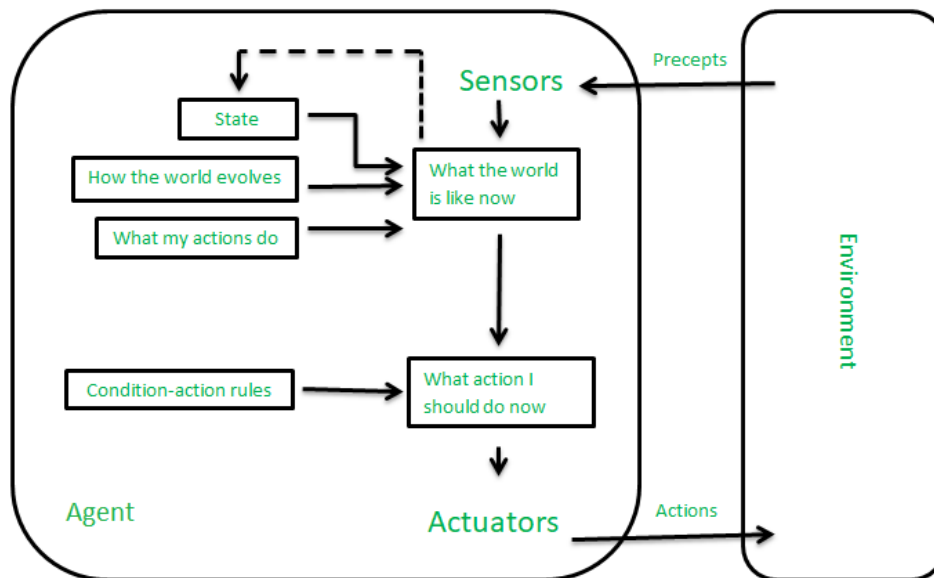 Precepts
Sensors
State
How the world evolves
What the world
is like now
What my actions do
Environment
Condition-action rules
What action I
should do now
Agent
Actuators
Actions